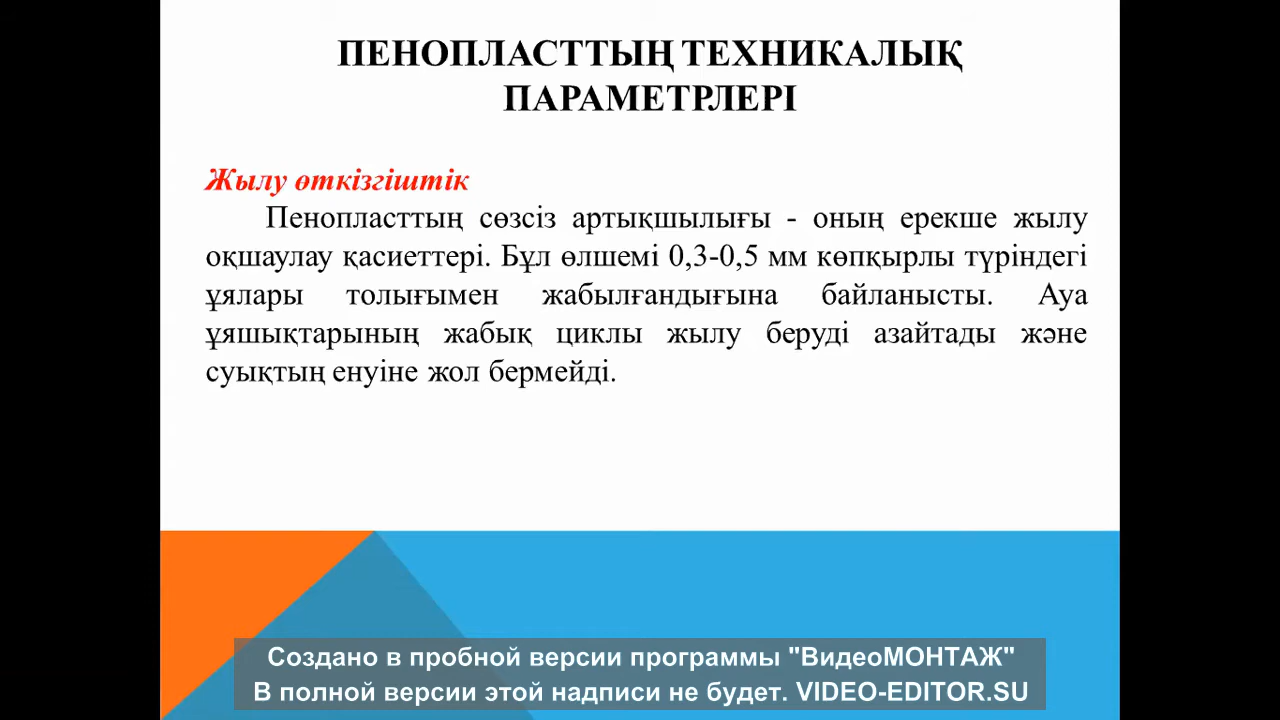 ПЕНОПЛАСТТЫҢ ТЕХНИКАЛЫҚ
ПАРАМЕТРЛЕРІ
Жылу өткізгіштік
Пенопласттың сөзсіз артықшылығы - оның ерекше жылу
оқшаулау қасиеттері. Бұл өлшемі 0,3-0,5 мм көпқырлы түріндегі
ұялары толығымен жабылғандығына байланысты. Ауа
ұяшықтарының жабық циклы жылу беруді азайтады және
суықтың енуіне жол бермейді.
Создано в пробной версии программы "ВидеоМОНТАЖ"
В полной версии этой надписи не будет. VIDEO-EDITOR.SU